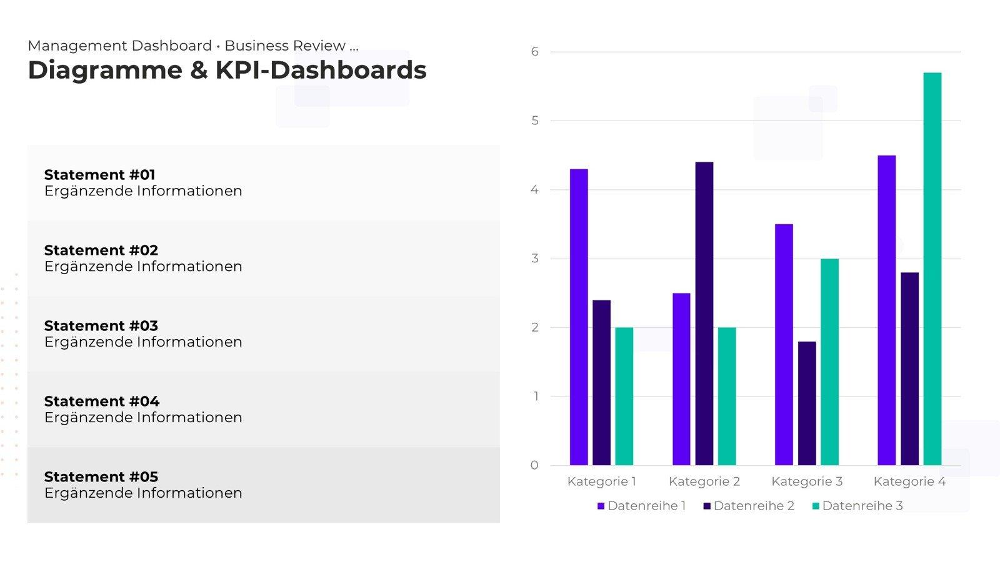 Management Dashboard • Business Review ...
Diagramme & KPI-Dashboards
Statement #01
Ergänzende Informationen
Statement #02
Ergänzende Informationen
Statement #03
Ergänzende Informationen
Statement #04
Ergänzende Informationen
Statement #05
Ergänzende Informationen
6
5
4
3
2
1
0
Kategorie 1 Kategorie 2 Kategorie 3 Kategorie 4
Datenreihe 1 Datenreihe 2 Datenreihe 3